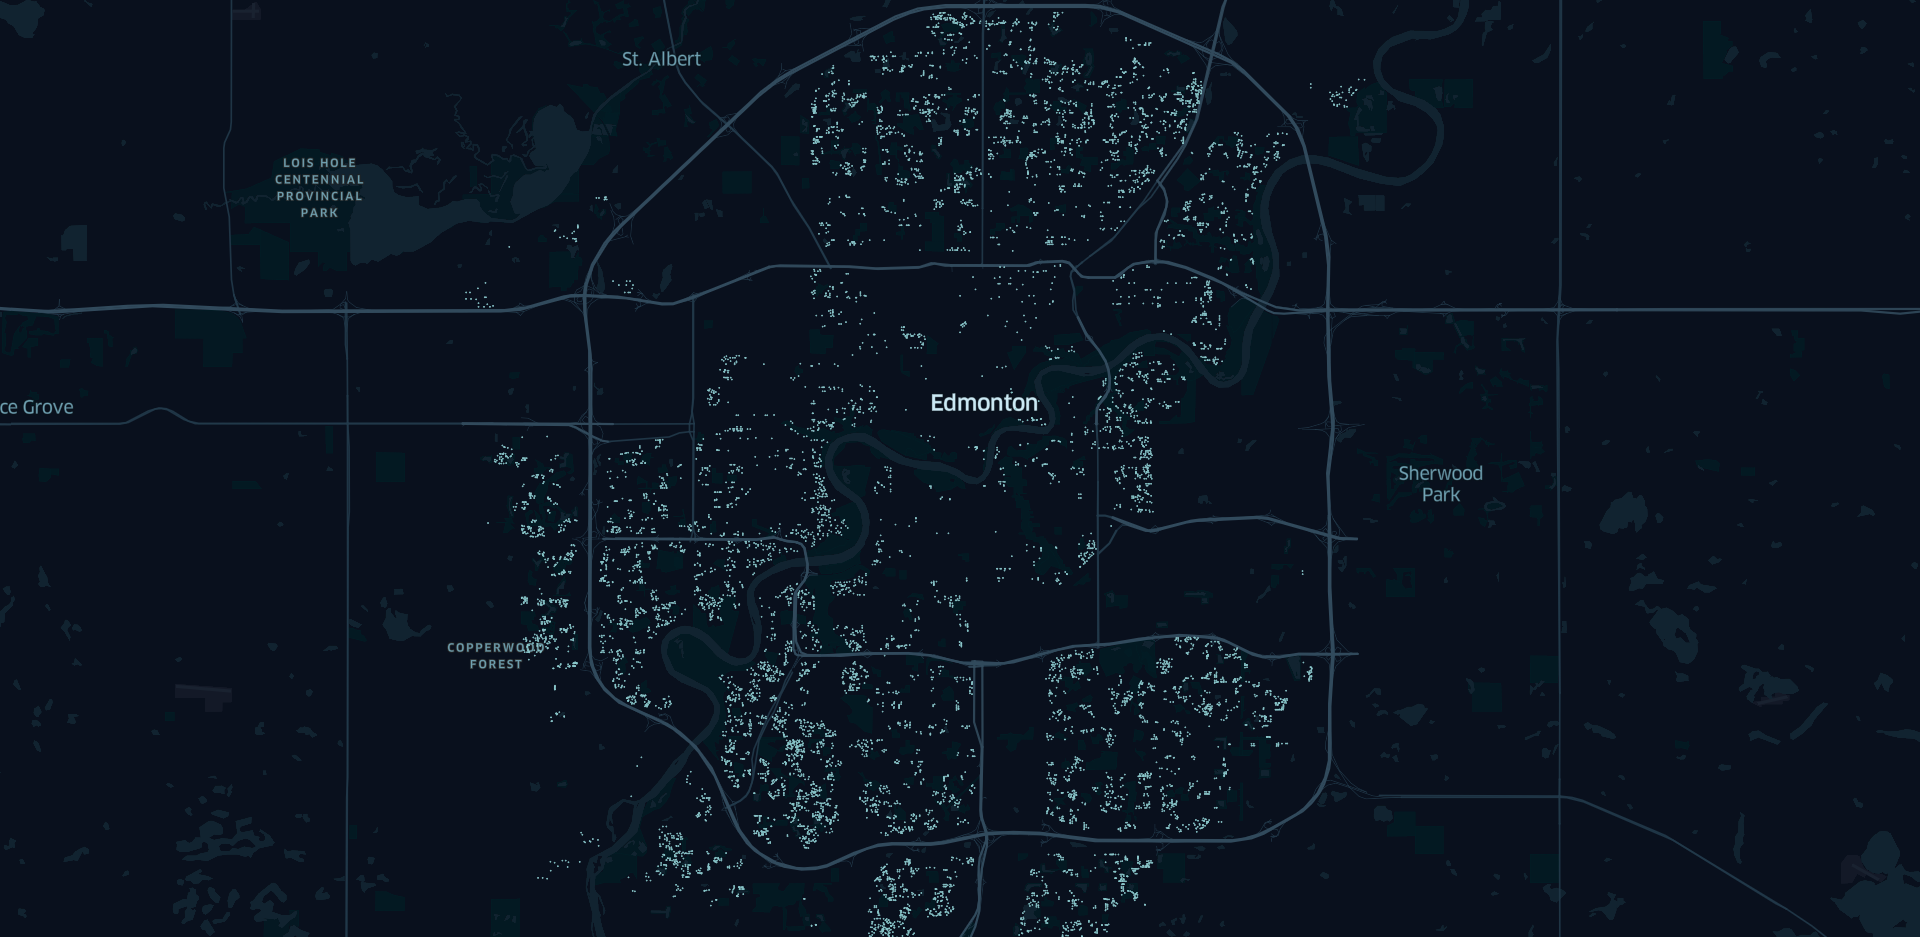 St. Albert
LOIS HOLE
CENTENNIAL
PROVINCIAL
PARK
ce Grove
Edmonton
Sherwood
Park
COPPERWOOD
FOREST